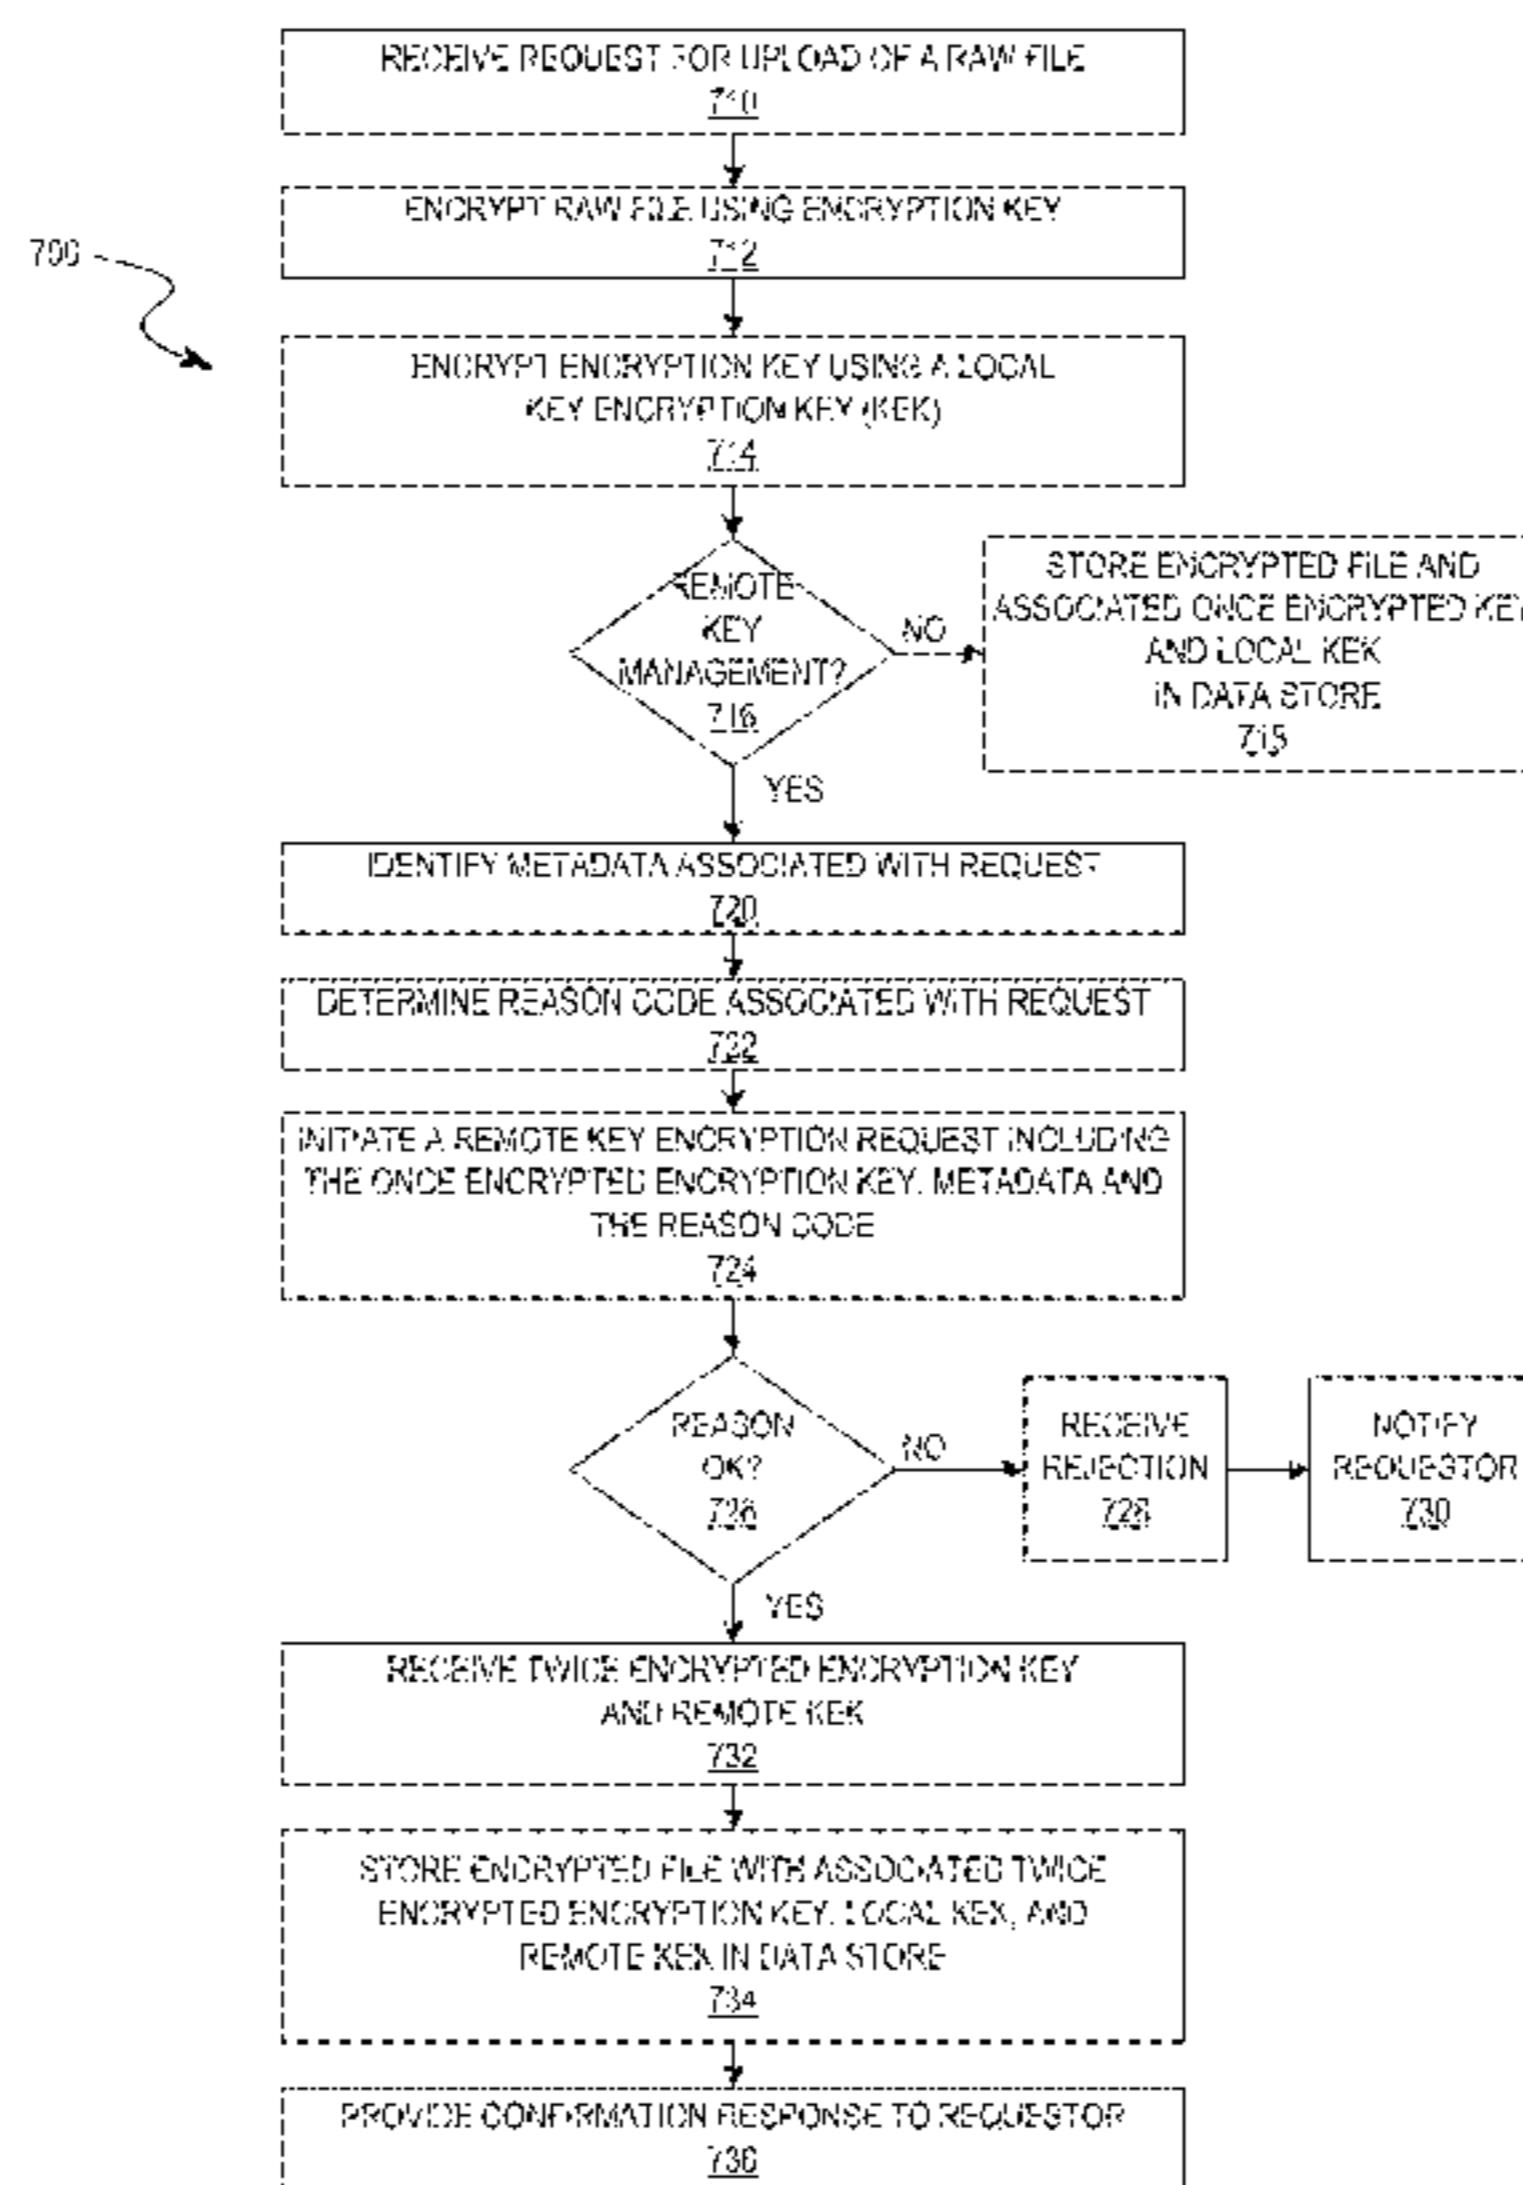 RECEIVE REQUEST FOR UPLOAD OF A RAW FILE
710
ENCRYPT RAW FILE USING ENCRYPTION KEY
712
700
ENCRYPT ENCRYPTION KEY USING A LOCAL
KEY ENCRYPTION KEY (KEK)
714
REMOTE
KEY
MANAGEMENT?
716
NO
STORE ENCRYPTED FILE AND
ASSOCIATED ONCE ENCRYPTED KEY
AND LOCAL KEK
IN DATA STORE
718
YES
IDENTIFY METADATA ASSOCIATED WITH REQUEST
720
DETERMINE REASON CODE ASSOCIATED WITH REQUEST
722
INITIATE A REMOTE KEY ENCRYPTION REQUEST INCLUDING
THE ONCE ENCRYPTED ENCRYPTION KEY, METADATA AND
THE REASON CODE
724
REASON
OK?
726
NO
RECEIVE
REJECTION
728
NOTIFY
REQUESTOR
730
YES
RECEIVE TWICE ENCRYPTED ENCRYPTION KEY
AND REMOTE KEK
732
STORE ENCRYPTED FILE WITH ASSOCIATED TWICE
ENCRYPTED ENCRYPTION KEY, LOCAL KEK, AND
REMOTE KEK IN DATA STORE
734
PROVIDE CONFIRMATION RESPONSE TO REQUESTOR
736